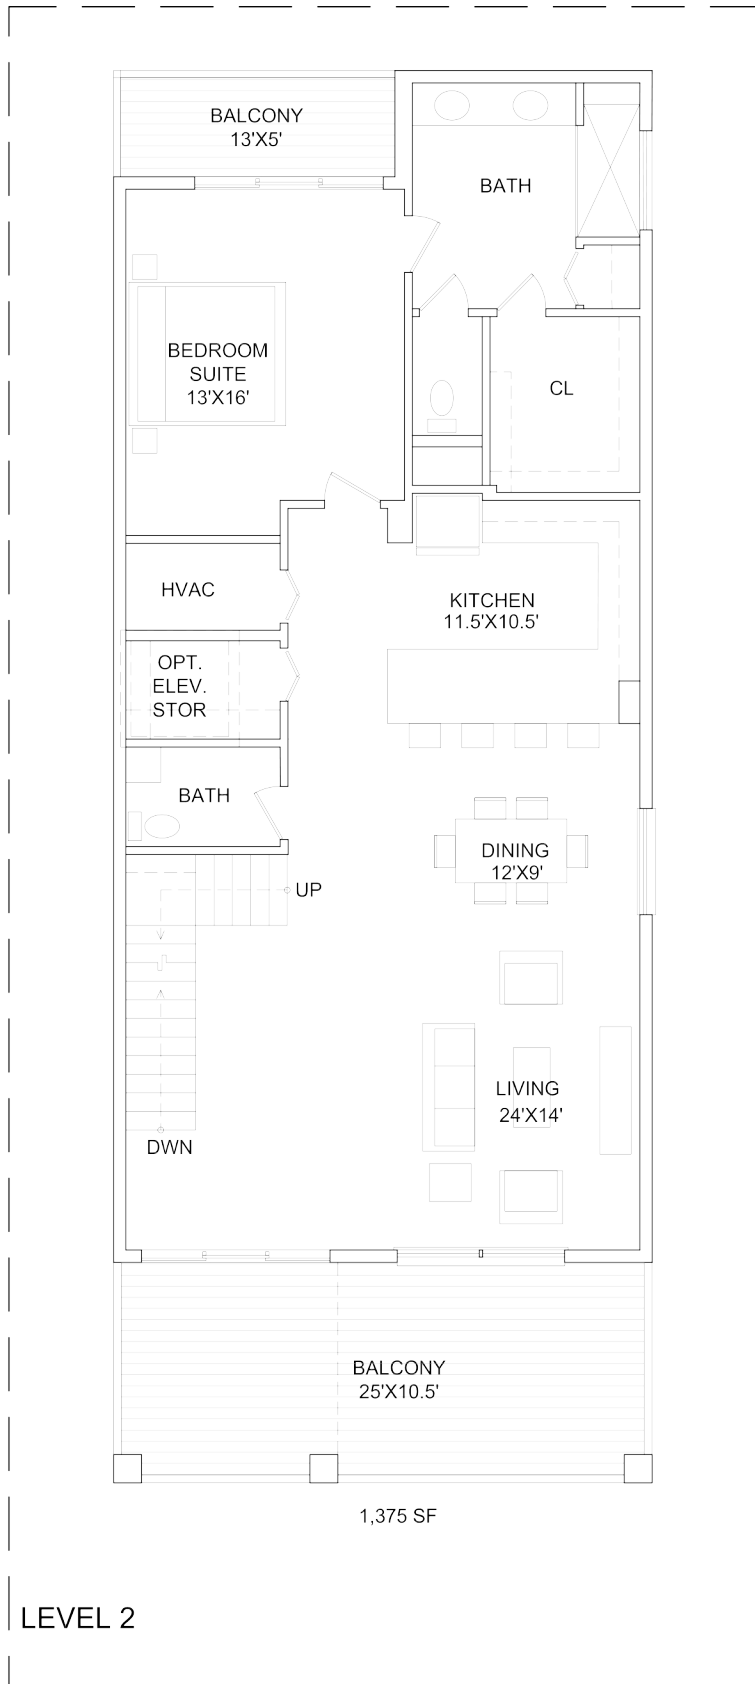 BALCONY
13'X5'
BATH
BEDROOM
SUITE
13'X16'
CL
HVAC
KITCHEN
11.5'X10.5'
OPT.
ELEV.
STOR
BATH
DINING
12'X9'
UP
LIVING
24'X14'
DWN
BALCONY
25'X10.5'
1,375 SF
LEVEL 2